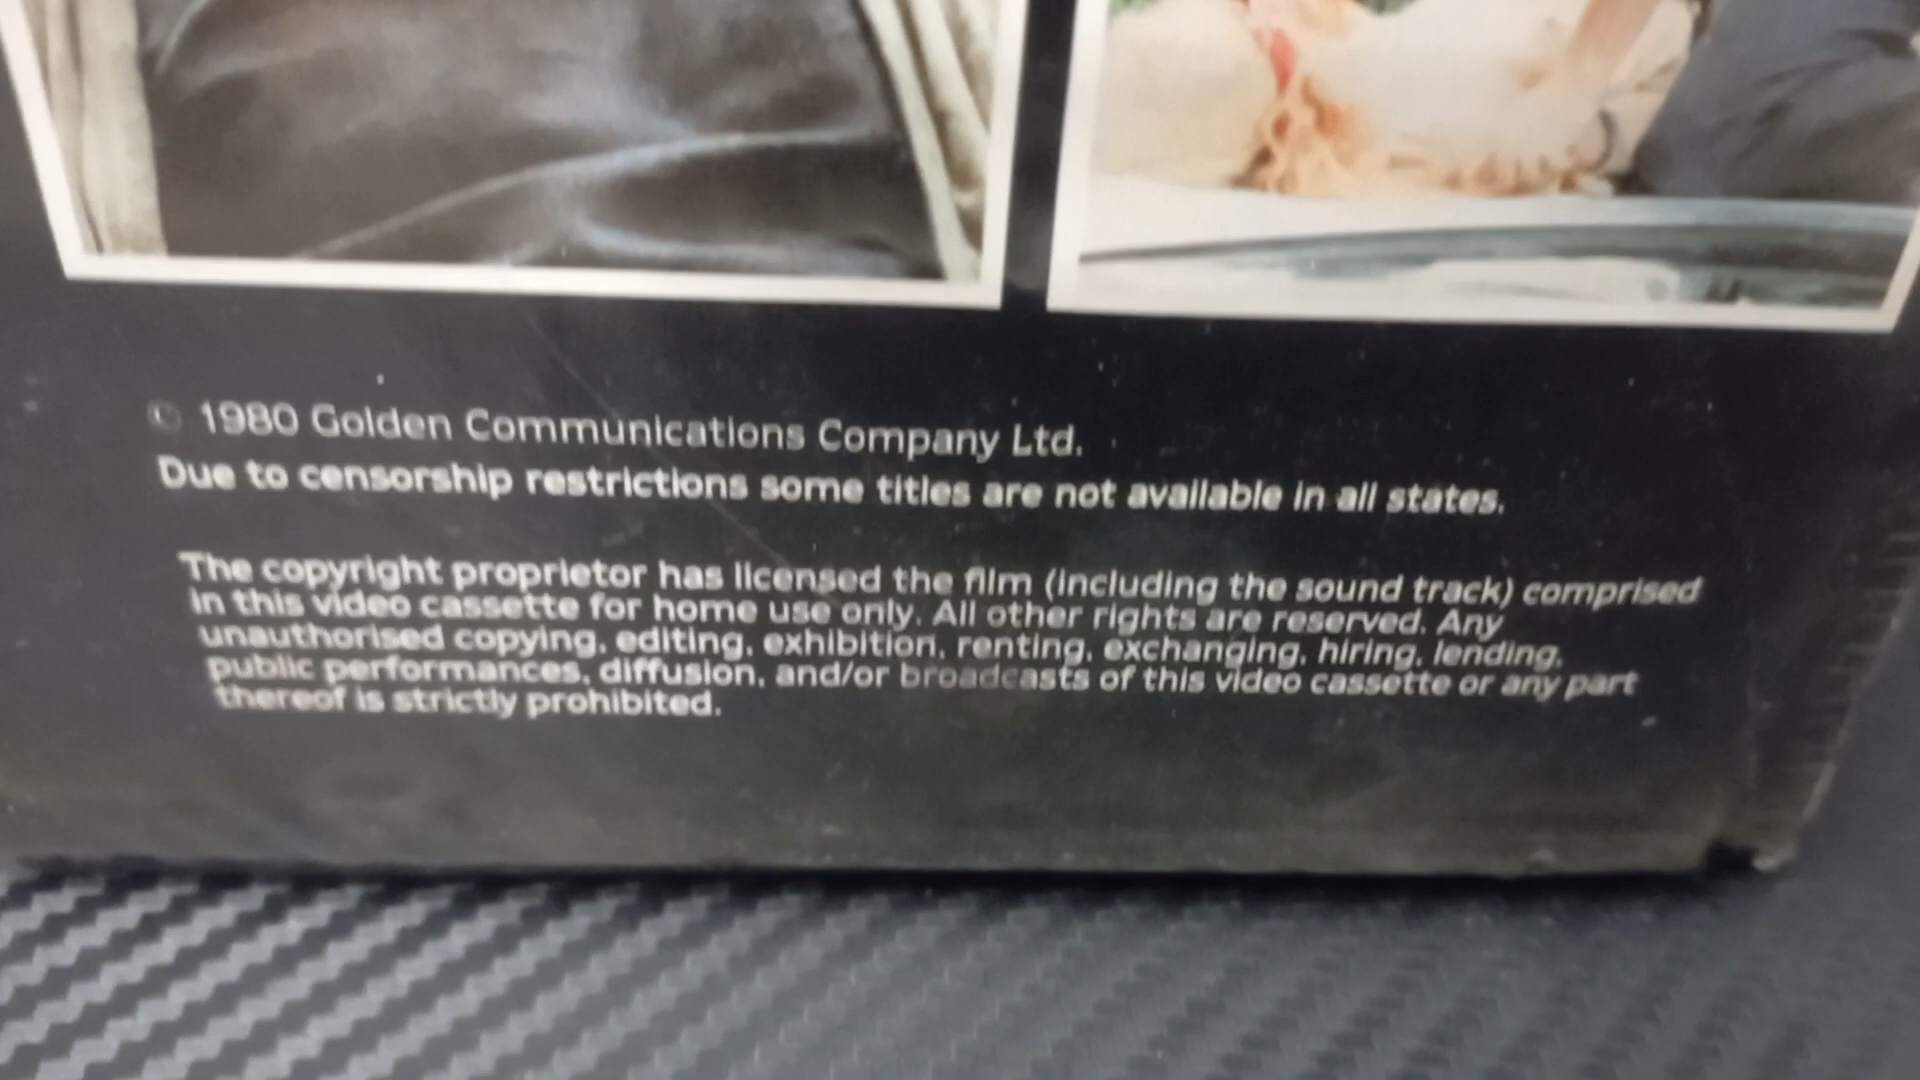 © 1980 Golden Communications Company Ltd.
Due to censorship restrictions some titles are not available in all states.
The copyright proprietor has licensed the film (including the sound track) comprised
in this video cassette for home use only. All other rights are reserved. Any
unauthorised copying, editing, exhibition, renting, exchanging, hiring, lending,
public performances, diffusion, and/or broadcasts of this video cassette or any part
thereof is strictly prohibited.